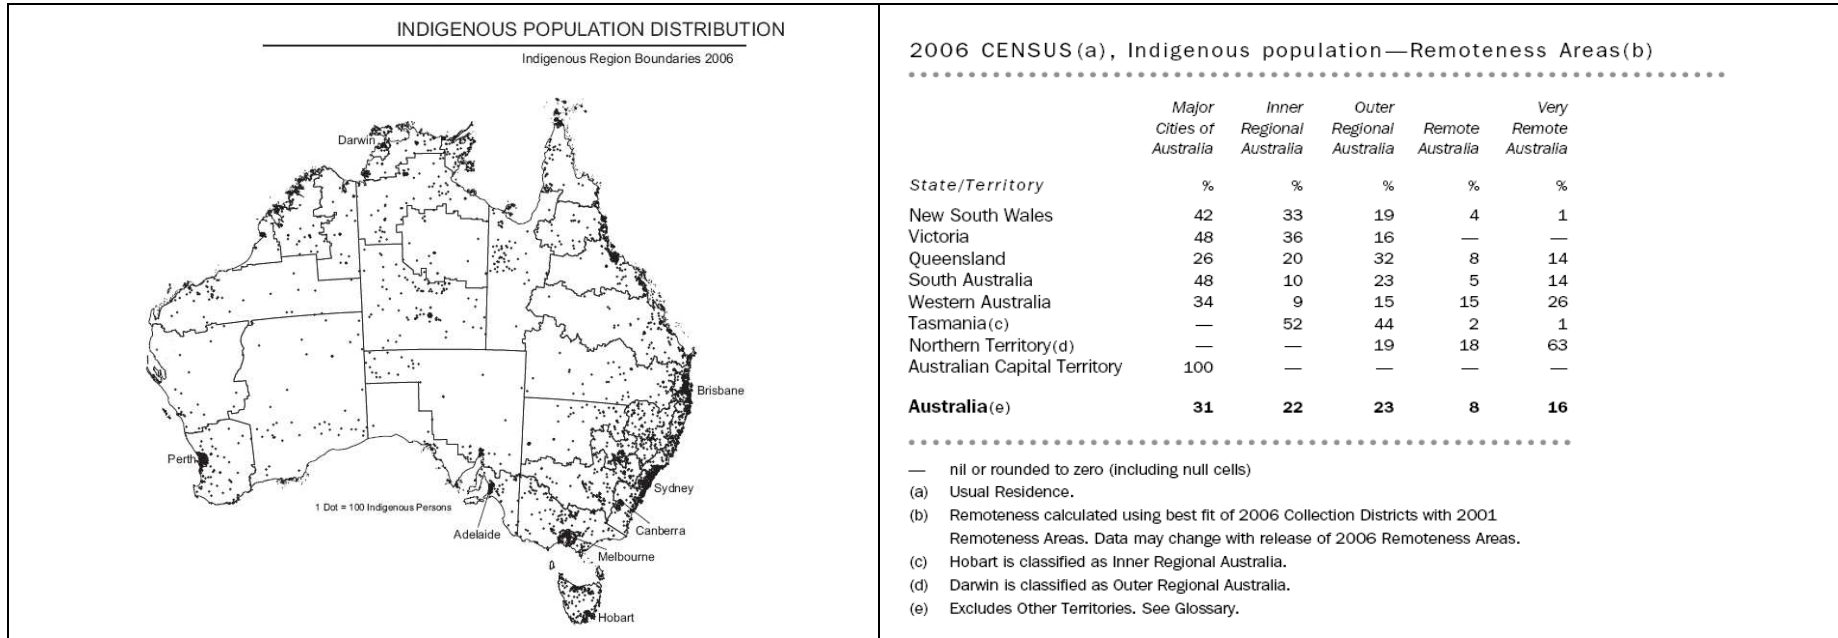 INDIGENOUS POPULATION DISTRIBUTION
Indigenous Region Boundaries 2006
Darwin
Brisbane
Perth
Sydney
1 Dot = 100 Indigenous Persons
Canberra
Adelaide
Melbourne
Hobart
2006 CENSUS(a), Indigenous population—Remoteness Areas(b)
Major Inner Outer Very
Cities of Regional Regional Remote Remote
Australia Australia Australia Australia Australia
State/Territory % % % % %
New South Wales 42 33 19 4 1
Victoria 48 36 16 — —
Queensland 26 20 32 8 14
South Australia 48 10 23 5 14
Western Australia 34 9 15 15 26
Tasmania(c) — 52 44 2 1
Northern Territory(d) — — 19 18 63
Australian Capital Territory 100 — — — —
Australia(e) 31 22 23 8 16
— nil or rounded to zero (including null cells)
(a) Usual Residence.
(b) Remoteness calculated using best fit of 2006 Collection Districts with 2001
Remoteness Areas. Data may change with release of 2006 Remoteness Areas.
(c) Hobart is classified as Inner Regional Australia.
(d) Darwin is classified as Outer Regional Australia.
(e) Excludes Other Territories. See Glossary.